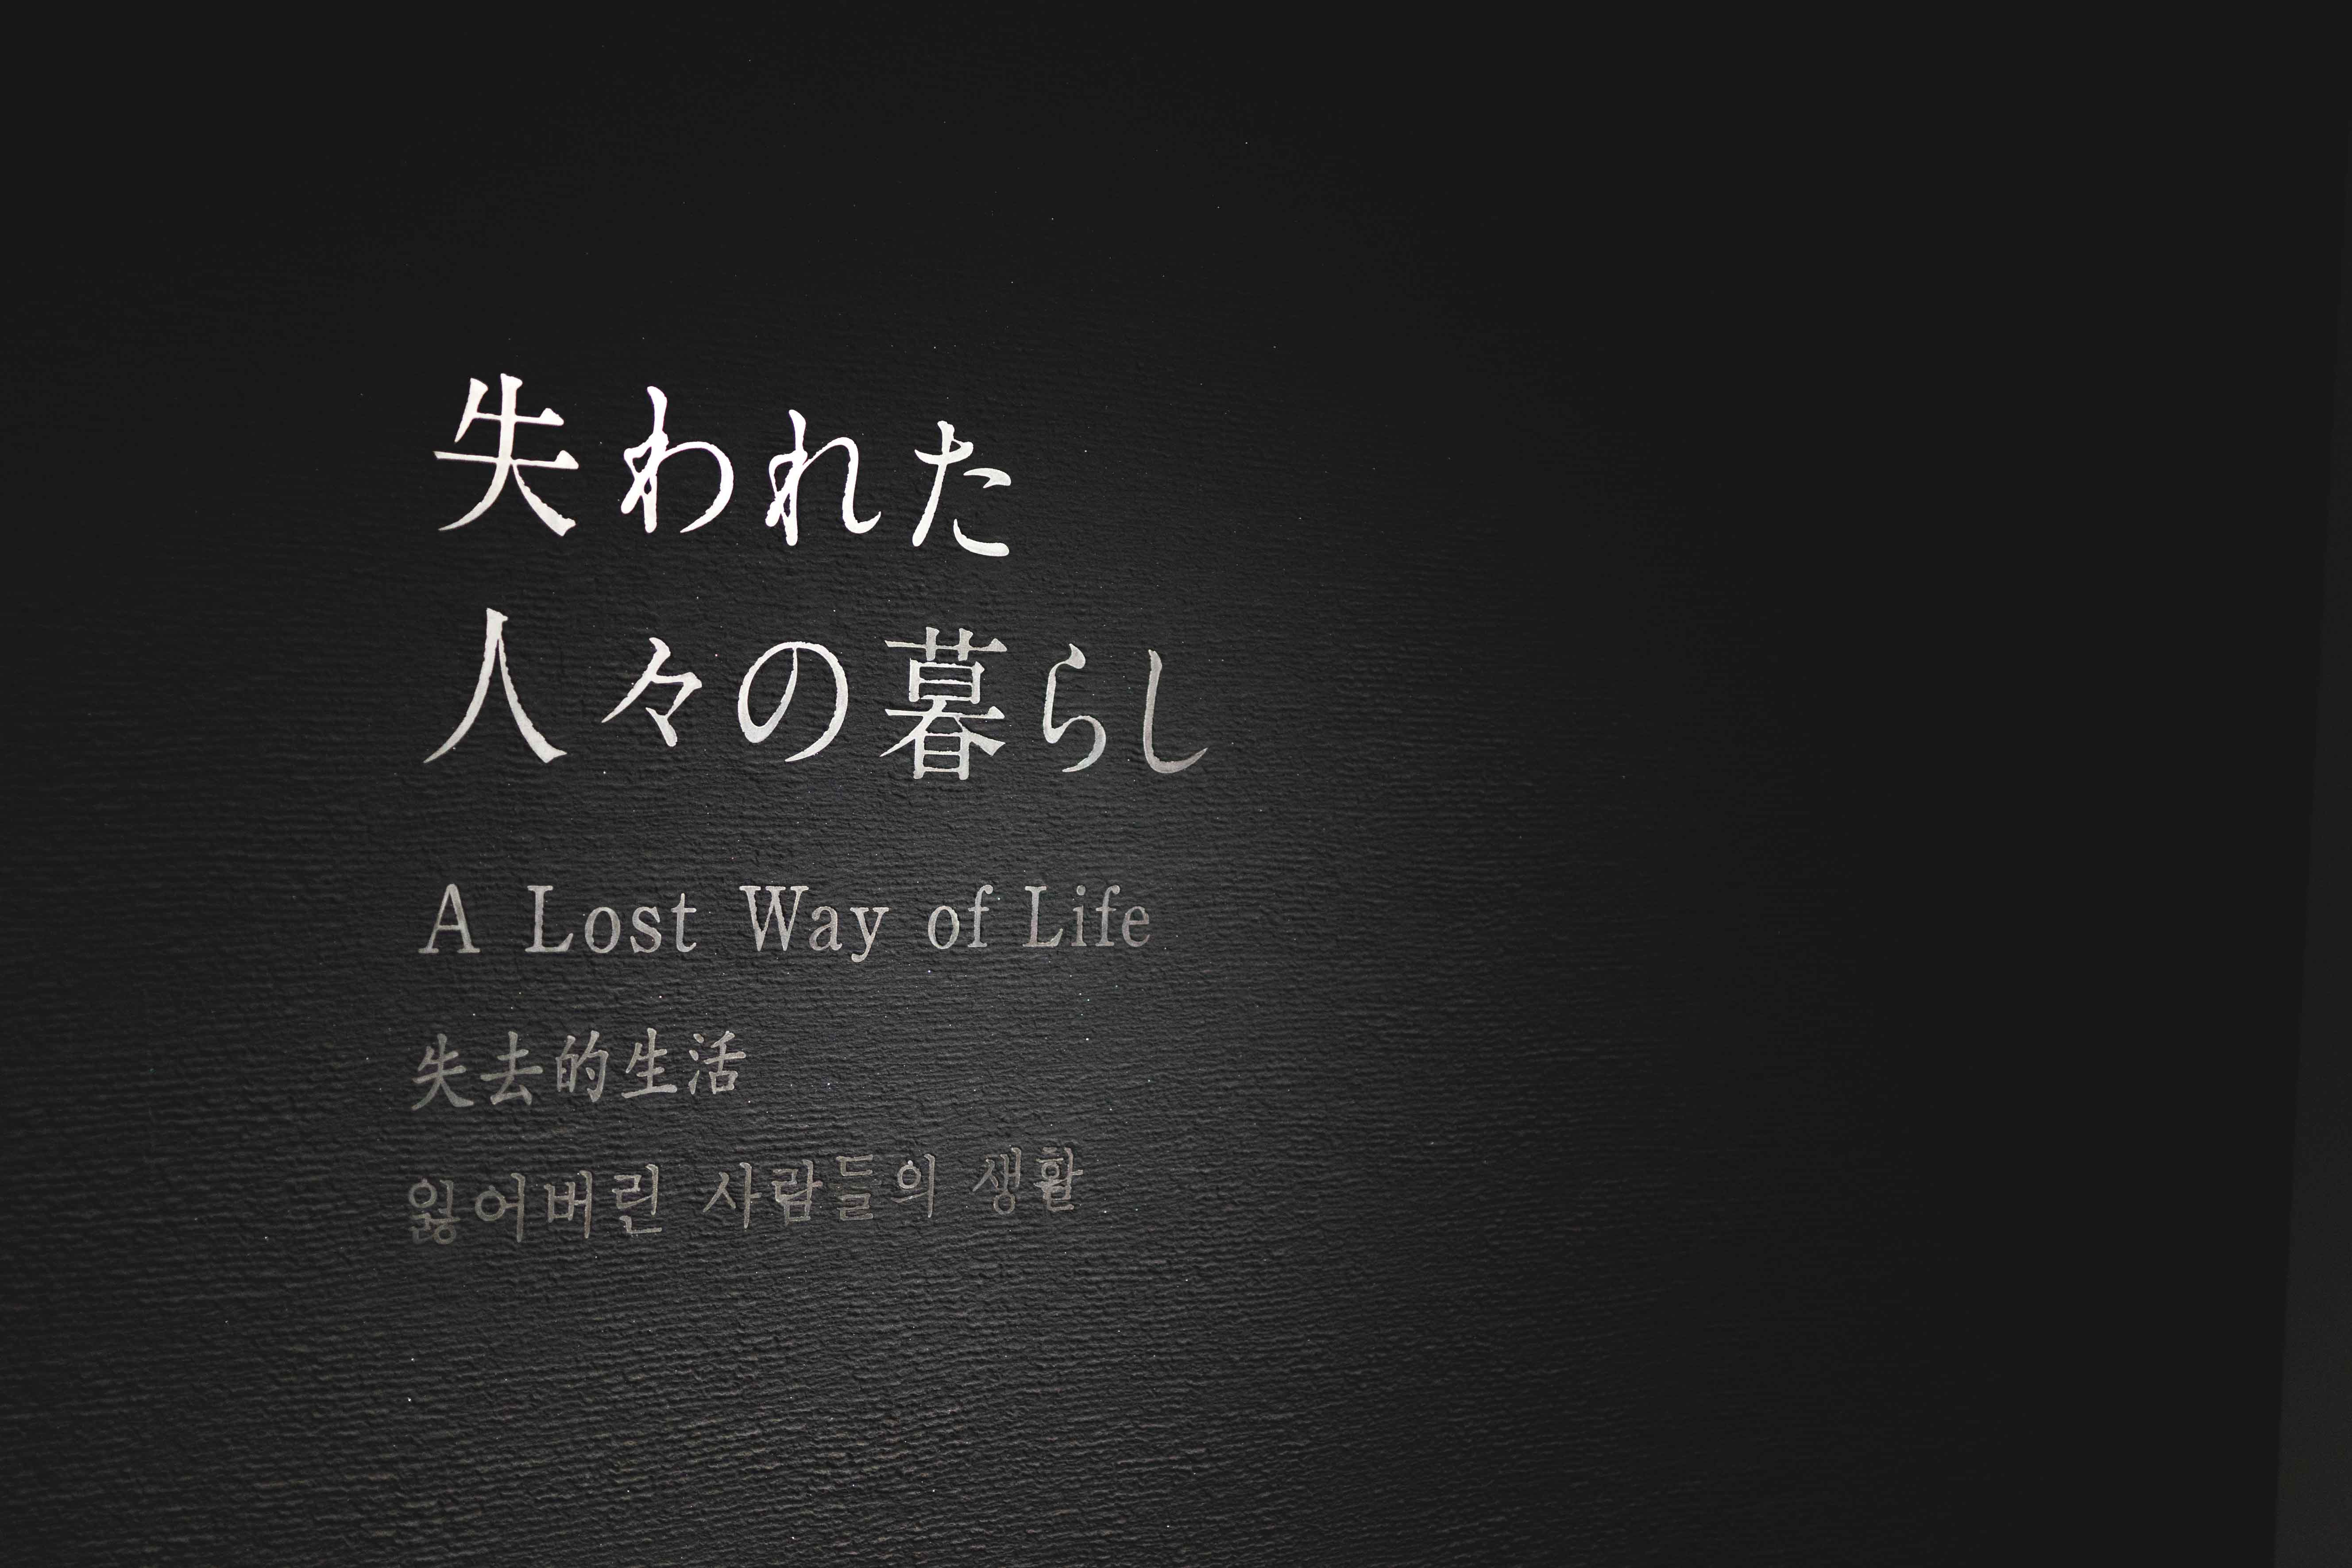 失われた
人々の暮らし
A Lost Way of Life
失去的生活
잃어버린 사람들의 생활